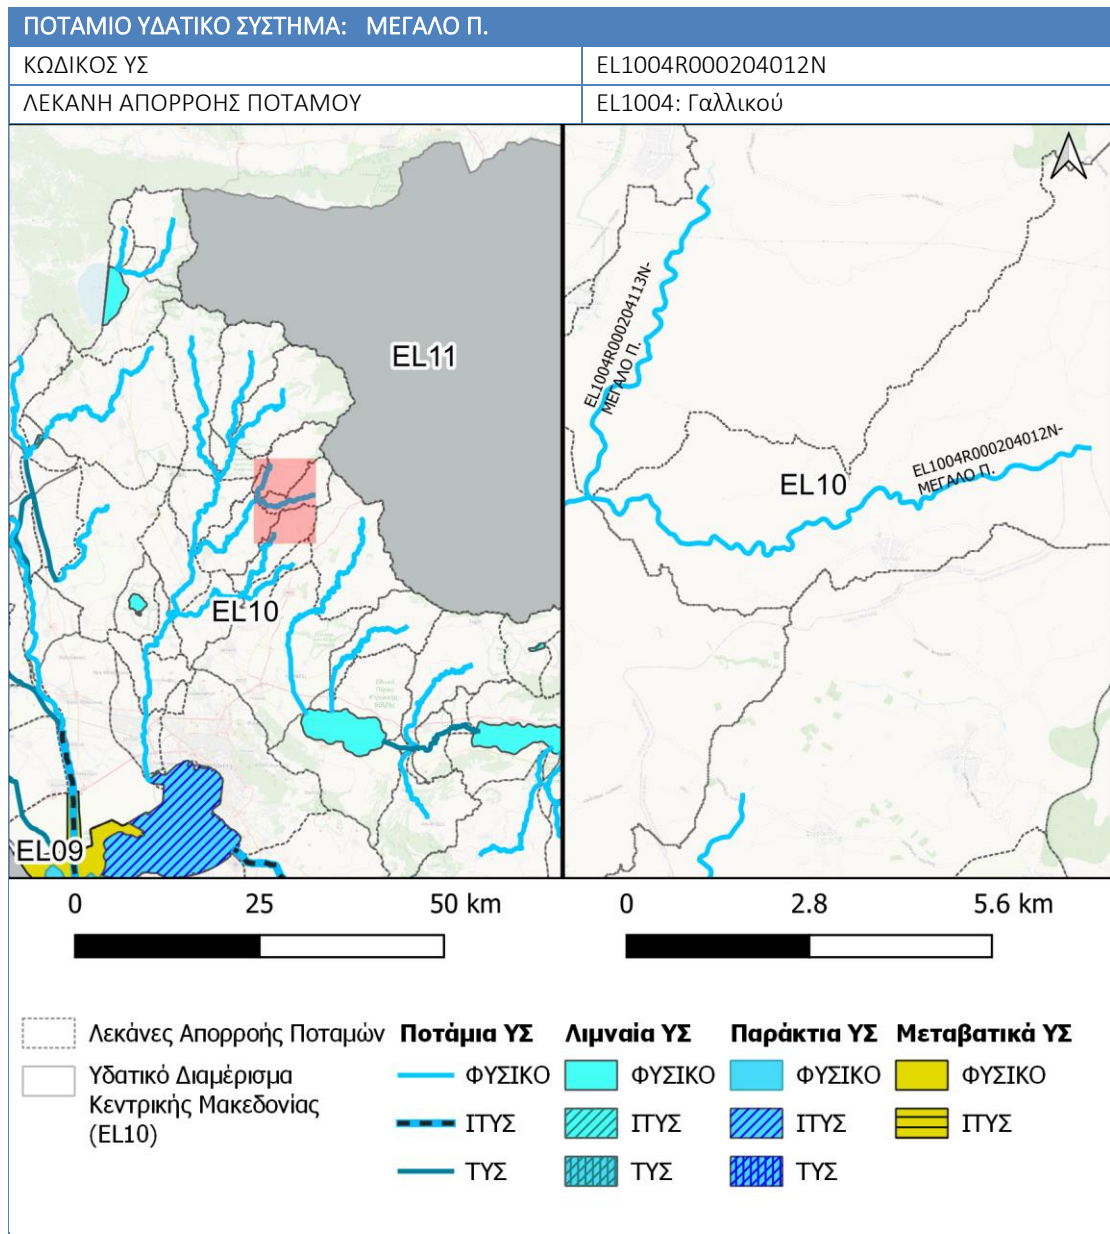 ΠΟΤΑΜΙΟ ΥΔΑΤΙΚΟ ΣΥΣΤΗΜΑ: ΜΕΓΑΛΟ Π.
ΚΩΔΙΚΟΣ ΥΣ EL1004R000204012N
ΛΕΚΑΝΗ ΑΠΟΡΡΟΗΣ ΠΟΤΑΜΟΥ EL1004: Γαλλικού
EL11
EL10
EL09
EL1004R000204113N-
ΜΕΓΑΛΟ Π.
EL1004R000204012N-
ΜΕΓΑΛΟ Π.
EL10
0 25 50 km
0 2.8 5.6 km
Λεκάνες Απορροής Ποταμών
Υδατικό Διαμέρισμα
Κεντρικής Μακεδονίας
(EL10)
Ποτάμια ΥΣ
ΦΥΣΙΚΟ
ΙΤΥΣ
ΤΥΣ
Λιμναία ΥΣ
ΦΥΣΙΚΟ
ΙΤΥΣ
ΤΥΣ
Παράκτια ΥΣ
ΦΥΣΙΚΟ
ΙΤΥΣ
ΤΥΣ
Μεταβατικά ΥΣ
ΦΥΣΙΚΟ
ΙΤΥΣ